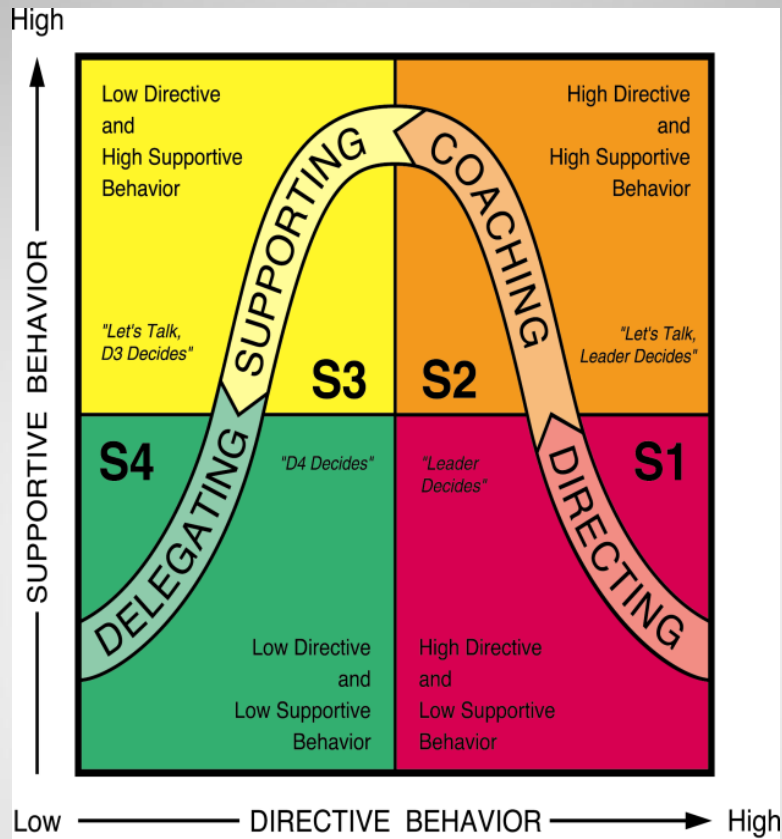 High
SUPPORTIVE BEHAVIOR
Low Directive
and
High Supportive
Behavior
"Let's Talk,
D3 Decides"
S3
SUPPORTING
High Directive
and
High Supportive
Behavior
"Let's Talk,
Leader Decides"
S2
COACHING
S4
"D4 Decides"
DELEGATING
Low Directive
and
Low Supportive
Behavior
"Leader
Decides"
S1
DIRECTING
High Directive
and
Low Supportive
Behavior
Low
DIRECTIVE BEHAVIOR
High